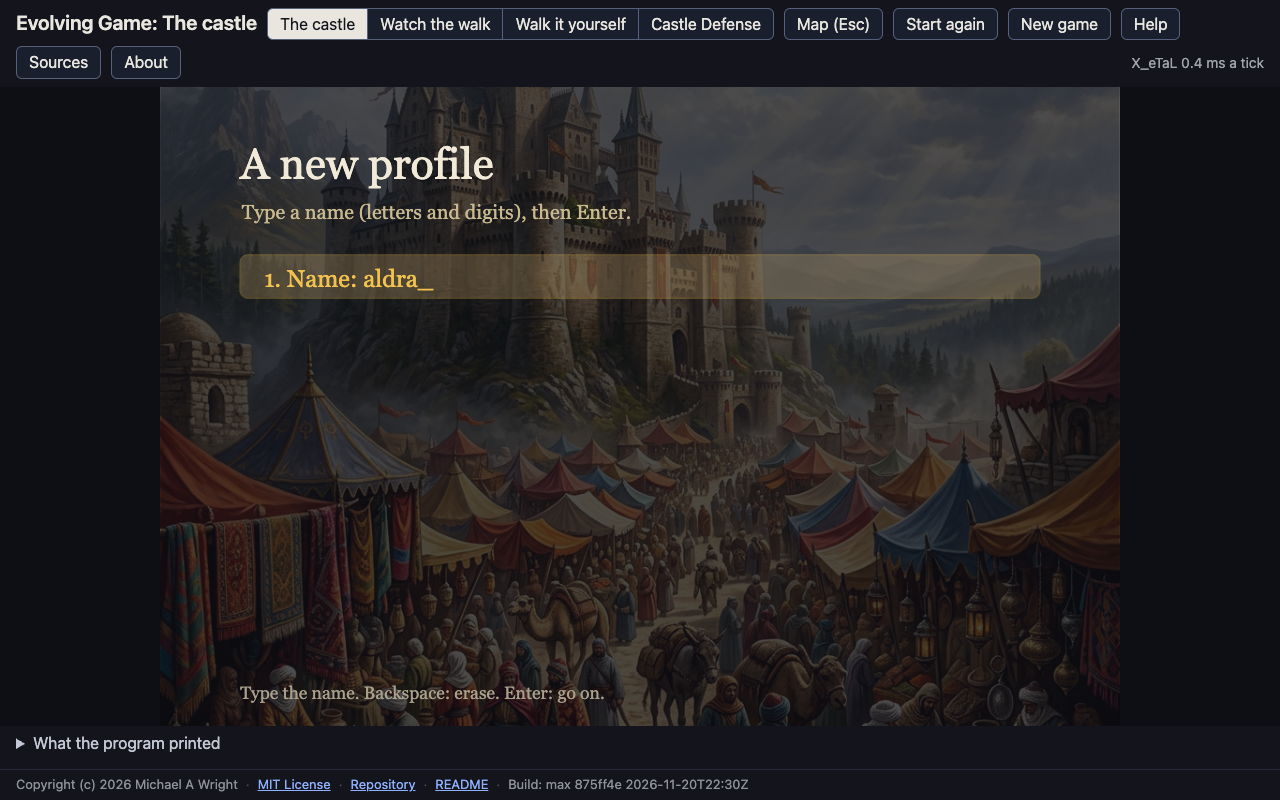 Evolving Game: The castle The castle Watch the walk Walk it yourself Castle Defense Map (Esc) Start again New game Help
Sources About X_eTaL 0.4 ms a tick
A new profile
Type a name (letters and digits), then Enter.
1. Name: aldra_
Type the name. Backspace: erase. Enter: go on.
▶ What the program printed
Copyright (c) 2026 Michael A Wright · MIT License · Repository · README · Build: max 875ff4e 2026-11-20T22:30Z